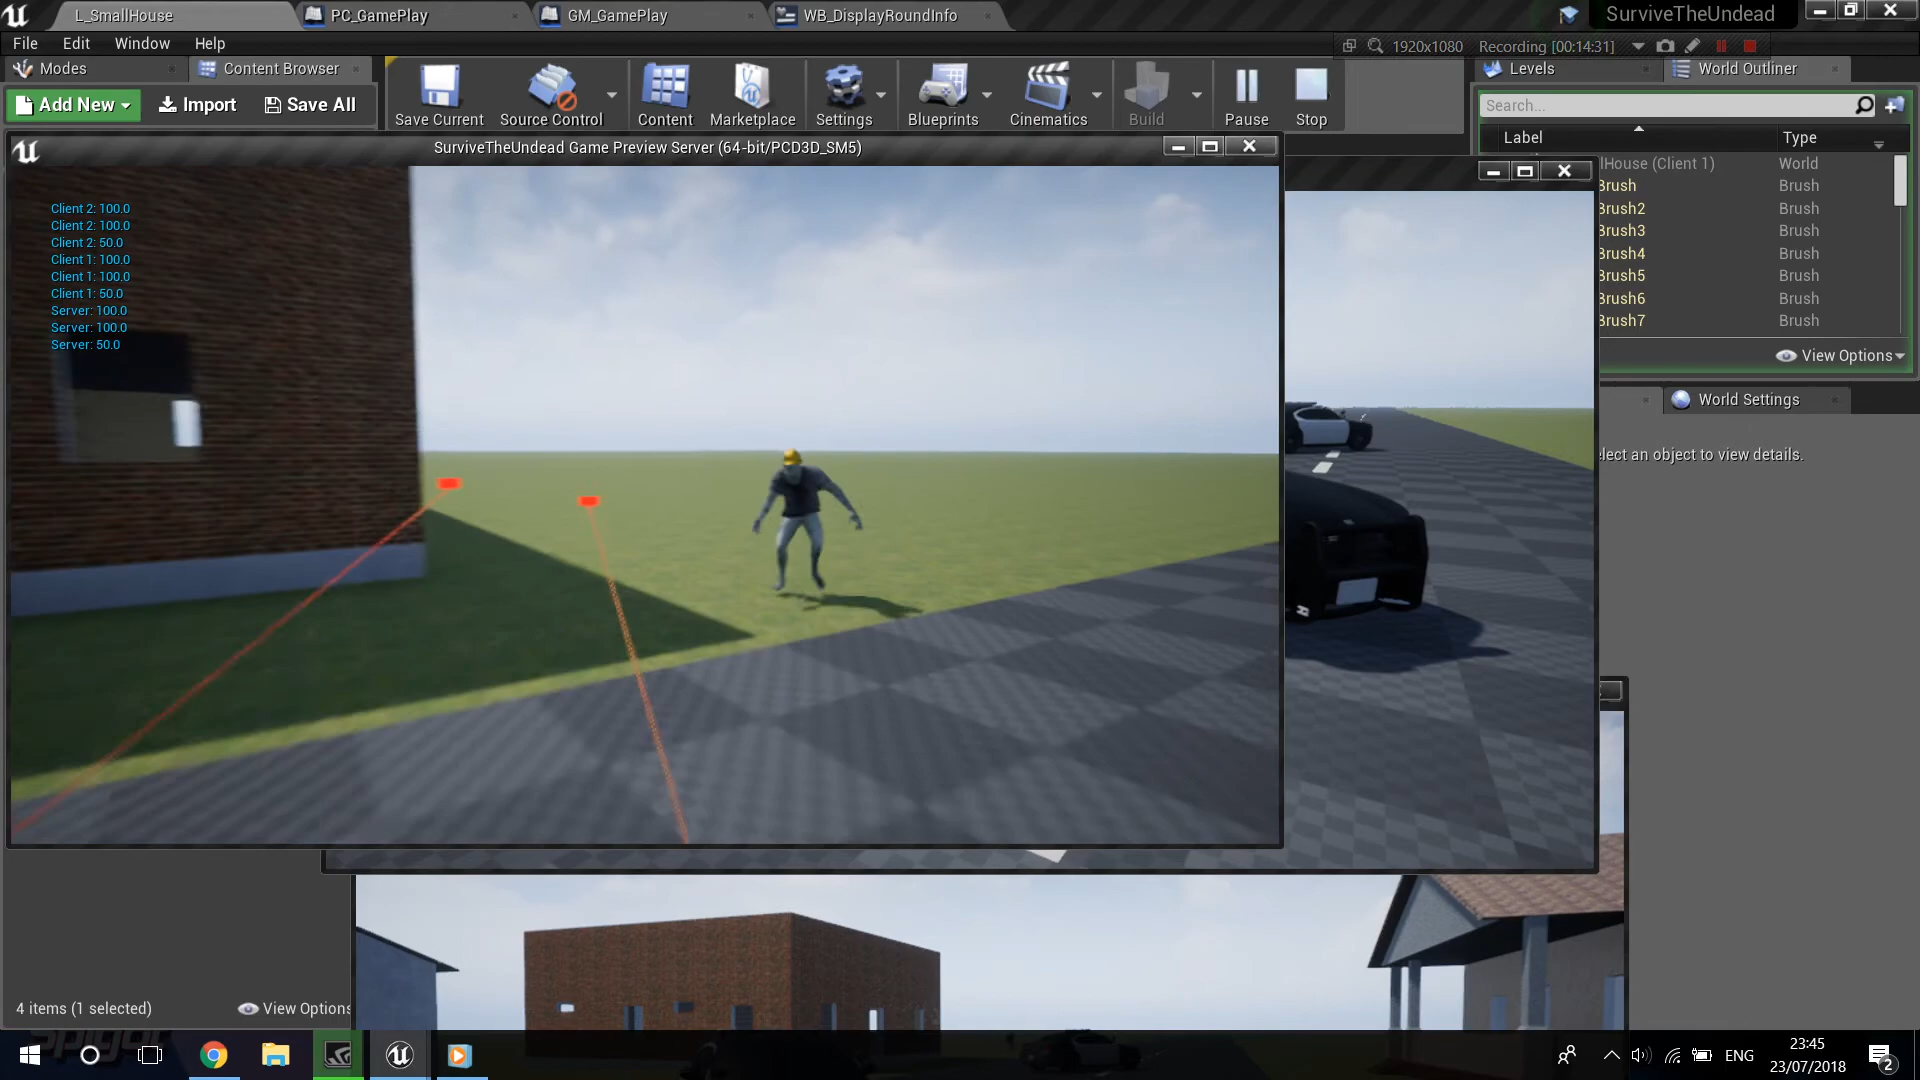 L_SmallHouse
PC_GamePlay
GM_GamePlay
WB_DisplayRoundInfo
SurviveTheUndead
File Edit Window Help
1920x1080 Recording [00:14:31]
Modes
Content Browser
Levels
World Outliner
Add New
Import
Save All
Save Current
Source Control
Content
Marketplace
Settings
Blueprints
Cinematics
Build
Pause
Stop
Search...
Label
Type
SurviveTheUndead Game Preview Server (64-bit/PCD3D_SM5)
lHouse (Client 1) World
Brush Brush
Brush2 Brush
Brush3 Brush
Brush4 Brush
Brush5 Brush
Brush6 Brush
Brush7 Brush
View Options
World Settings
elect an object to view details.
Client 2: 100.0
Client 2: 100.0
Client 2: 50.0
Client 1: 100.0
Client 1: 100.0
Client 1: 50.0
Server: 100.0
Server: 100.0
Server: 50.0
4 items (1 selected)
View Options
ENG
23:45
23/07/2018
2